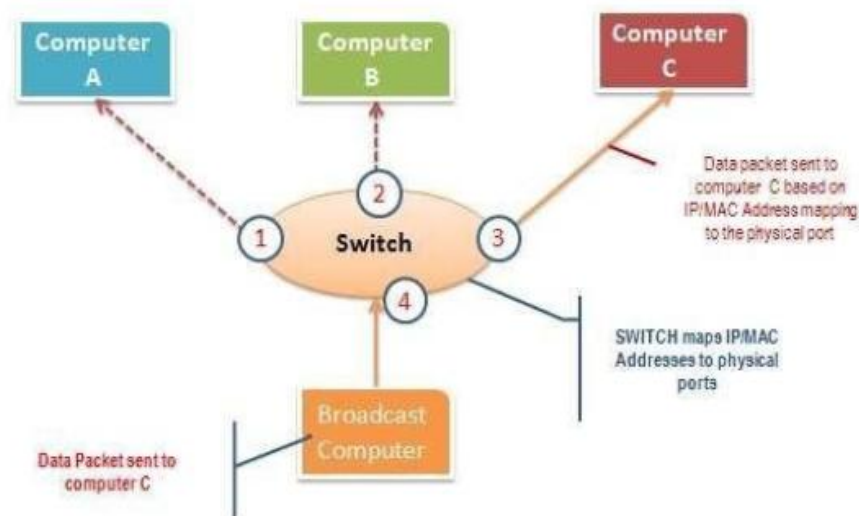 Computer
A
Computer
B
Computer
C
Data packet sent to
computer C based on
IP/MAC Address mapping
to the physical port
1
2
3
Switch
4
SWITCH maps IP/MAC
Addresses to physical
ports
Broadcast
Computer
Data Packet sent to
computer C